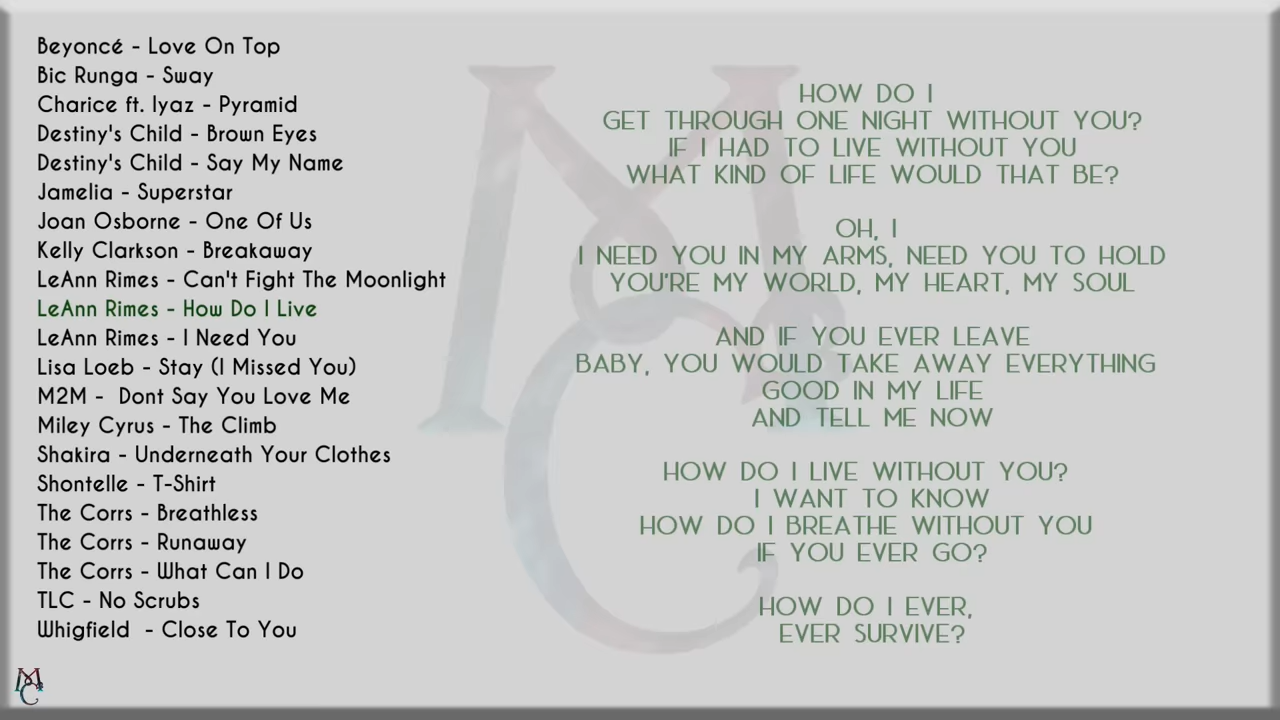 Beyoncé - Love On Top
Bic Runga - Sway
Charice ft. Iyaz - Pyramid
Destiny's Child - Brown Eyes
Destiny's Child - Say My Name
Jamelia - Superstar
Joan Osborne - One Of Us
Kelly Clarkson - Breakaway
LeAnn Rimes - Can't Fight The Moonlight
LeAnn Rimes - How Do I Live
LeAnn Rimes - I Need You
Lisa Loeb - Stay (I Missed You)
M2M -  Dont Say You Love Me
Miley Cyrus - The Climb
Shakira - Underneath Your Clothes
Shontelle - T-Shirt
The Corrs - Breathless
The Corrs - Runaway
The Corrs - What Can I Do
TLC - No Scrubs
Whigfield  - Close To You
HOW DO I
GET THROUGH ONE NIGHT WITHOUT YOU?
IF I HAD TO LIVE WITHOUT YOU
WHAT KIND OF LIFE WOULD THAT BE?
OH, I
I NEED YOU IN MY ARMS, NEED YOU TO HOLD
YOU'RE MY WORLD, MY HEART, MY SOUL
AND IF YOU EVER LEAVE
BABY, YOU WOULD TAKE AWAY EVERYTHING
GOOD IN MY LIFE
AND TELL ME NOW
HOW DO I LIVE WITHOUT YOU?
I WANT TO KNOW
HOW DO I BREATHE WITHOUT YOU
IF YOU EVER GO?
HOW DO I EVER,
EVER SURVIVE?
MC